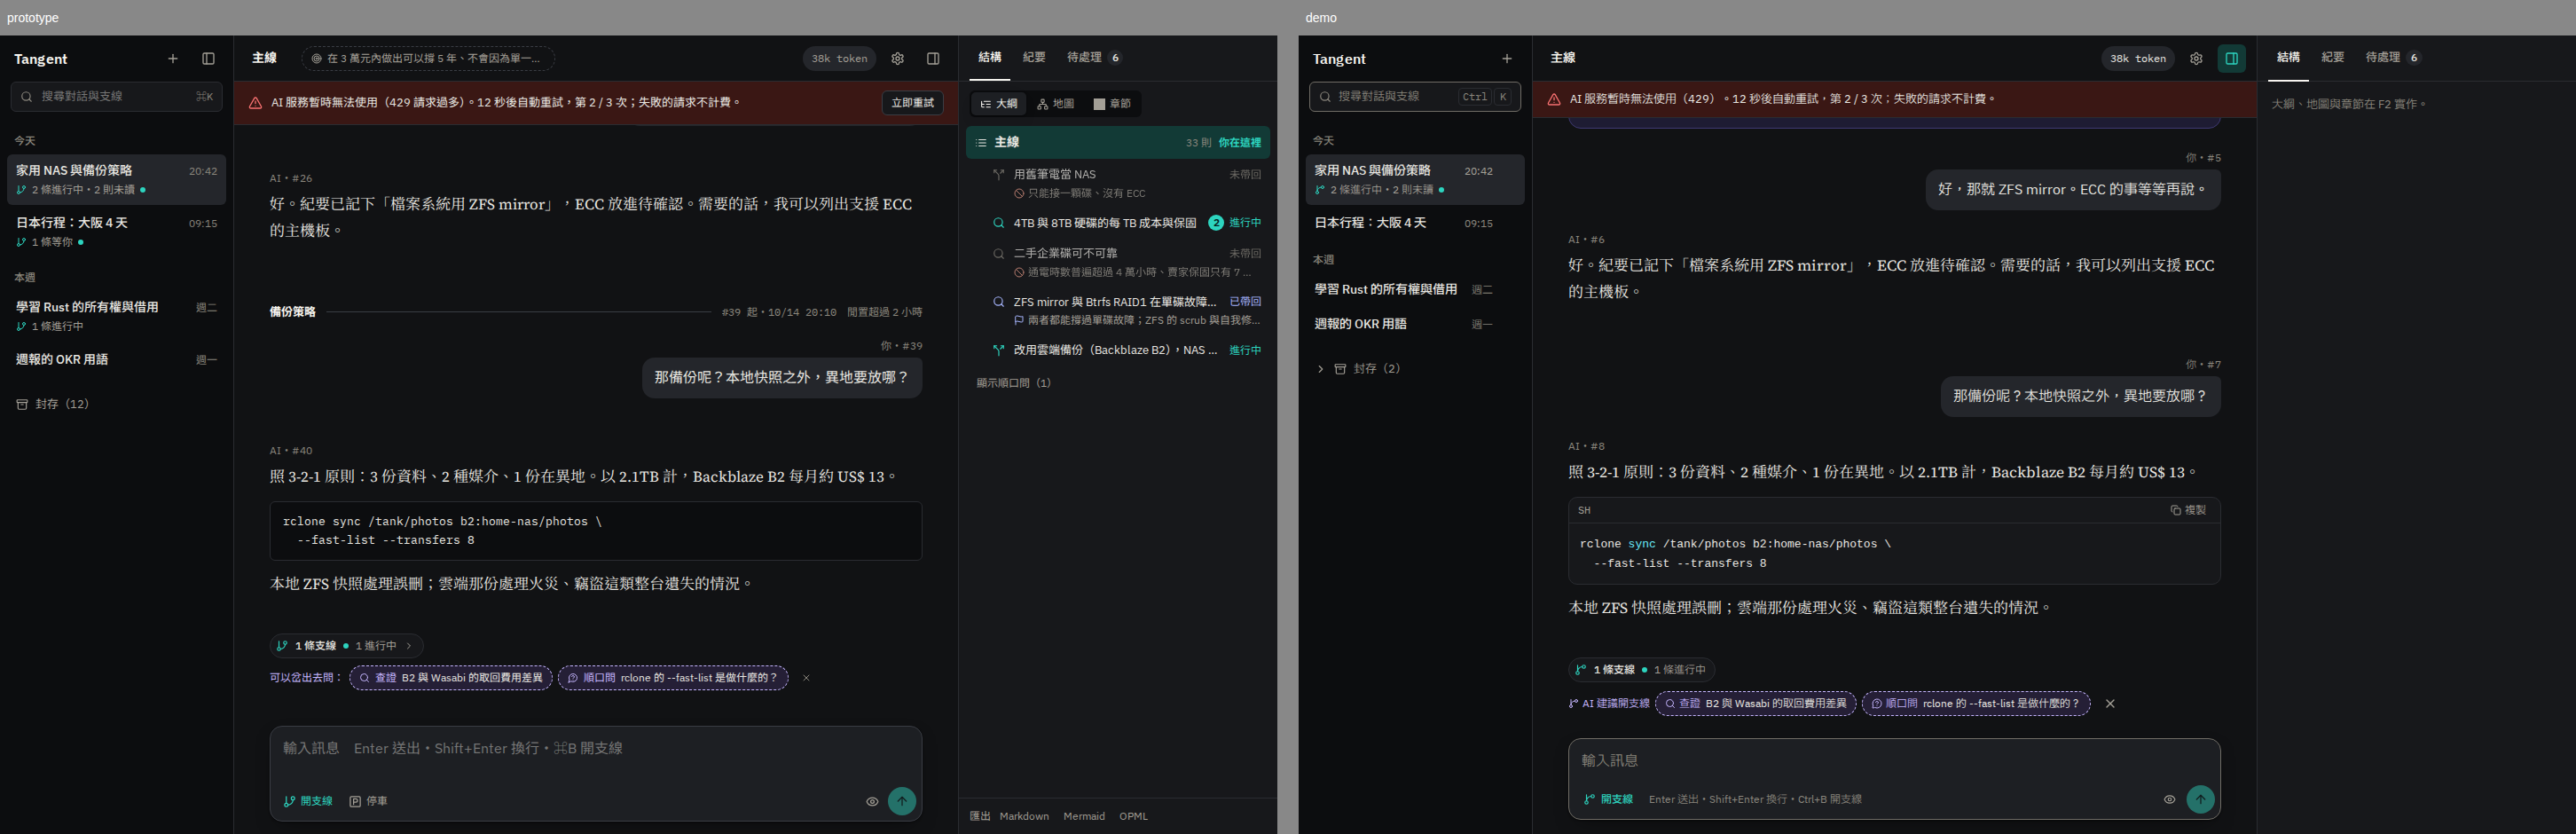 prototype
Tangent
搜尋對話與支線
⌘K
今天
家用 NAS 與備份策略
20:42
2 條進行中・2 則未讀
日本行程：大阪 4 天
09:15
1 條等你
本週
學習 Rust 的所有權與借用
週二
1 條進行中
週報的 OKR 用語
週一
封存（12）
主線
在 3 萬元內做出可以撐 5 年、不會因為單一…
38k token
AI 服務暫時無法使用（429 請求過多）。12 秒後自動重試，第 2 / 3 次；失敗的請求不計費。
立即重試
AI・#26
好。紀要已記下「檔案系統用 ZFS mirror」，ECC 放進待確認。需要的話，我可以列出支援 ECC
的主機板。
備份策略
#39 起・10/14 20:10
閒置超過 2 小時
你・#39
那備份呢？本地快照之外，異地要放哪？
AI・#40
照 3-2-1 原則：3 份資料、2 種媒介、1 份在異地。以 2.1TB 計，Backblaze B2 每月約 US$ 13。
rclone sync /tank/photos b2:home-nas/photos \
--fast-list --transfers 8
本地 ZFS 快照處理誤刪；雲端那份處理火災、竊盜這類整台遺失的情況。
1 條支線
1 進行中
可以岔出去問：
查證 B2 與 Wasabi 的取回費用差異
順口問 rclone 的 --fast-list 是做什麼的？
輸入訊息　Enter 送出・Shift+Enter 換行・⌘B 開支線
開支線
停車
結構
紀要
待處理 6
大綱
地圖
章節
主線
33 則
你在這裡
用舊筆電當 NAS
未帶回
只能接一顆碟、沒有 ECC
4TB 與 8TB 硬碟的每 TB 成本與保固
2 進行中
二手企業碟可不可靠
未帶回
通電時數普遍超過 4 萬小時、賣家保固只有 7 …
ZFS mirror 與 Btrfs RAID1 在單碟故障…
已帶回
兩者都能撐過單碟故障；ZFS 的 scrub 與自我修…
改用雲端備份（Backblaze B2），NAS …
進行中
顯示順口問（1）
匯出
Markdown
Mermaid
OPML
demo
Tangent
搜尋對話與支線
Ctrl K
今天
家用 NAS 與備份策略
20:42
2 條進行中・2 則未讀
日本行程：大阪 4 天
09:15
本週
學習 Rust 的所有權與借用
週二
週報的 OKR 用語
週一
封存（2）
主線
38k token
AI 服務暫時無法使用（429）。12 秒後自動重試，第 2 / 3 次；失敗的請求不計費。
你・#5
好，那就 ZFS mirror。ECC 的事等等再說。
AI・#6
好。紀要已記下「檔案系統用 ZFS mirror」，ECC 放進待確認。需要的話，我可以列出支援 ECC
的主機板。
你・#7
那備份呢？本地快照之外，異地要放哪？
AI・#8
照 3-2-1 原則：3 份資料、2 種媒介、1 份在異地。以 2.1TB 計，Backblaze B2 每月約 US$ 13。
SH
複製
rclone sync /tank/photos b2:home-nas/photos \
--fast-list --transfers 8
本地 ZFS 快照處理誤刪；雲端那份處理火災、竊盜這類整台遺失的情況。
1 條支線
1 條進行中
AI 建議開支線
查證 B2 與 Wasabi 的取回費用差異
順口問 rclone 的 --fast-list 是做什麼的？
輸入訊息
開支線
Enter 送出・Shift+Enter 換行・Ctrl+B 開支線
結構
紀要
待處理 6
大綱、地圖與章節在 F2 實作。